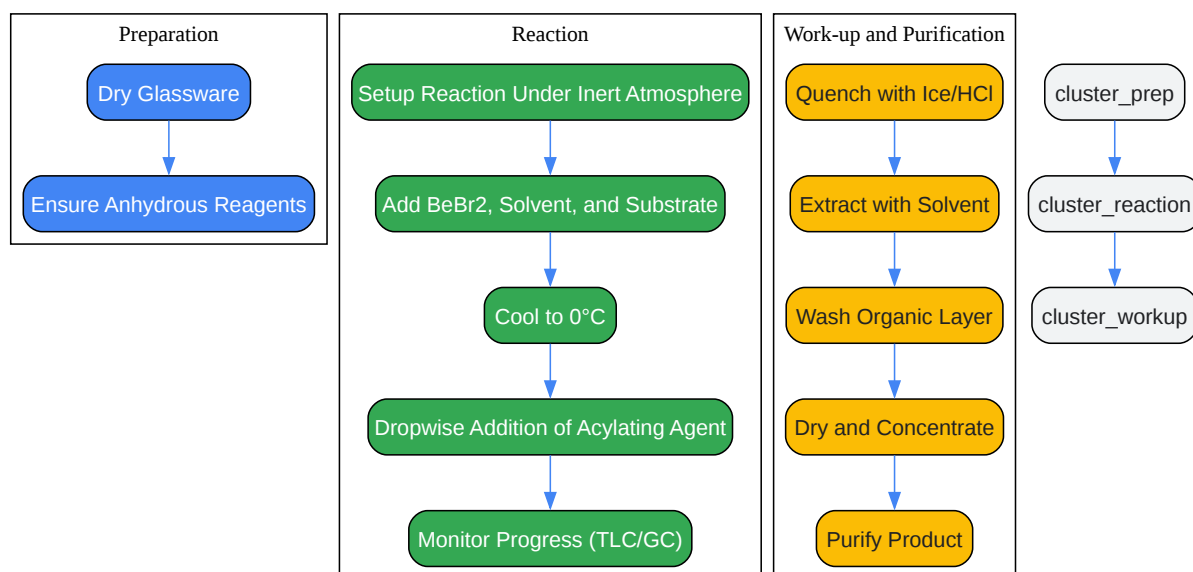 Preparation
Dry Glassware
Ensure Anhydrous Reagents
Reaction
Setup Reaction Under Inert Atmosphere
Add BeBr2, Solvent, and Substrate
Cool to 0°C
Dropwise Addition of Acylating Agent
Monitor Progress (TLC/GC)
Work-up and Purification
Quench with Ice/HCl
Extract with Solvent
Wash Organic Layer
Dry and Concentrate
Purify Product
cluster_prep
cluster_reaction
cluster_workup